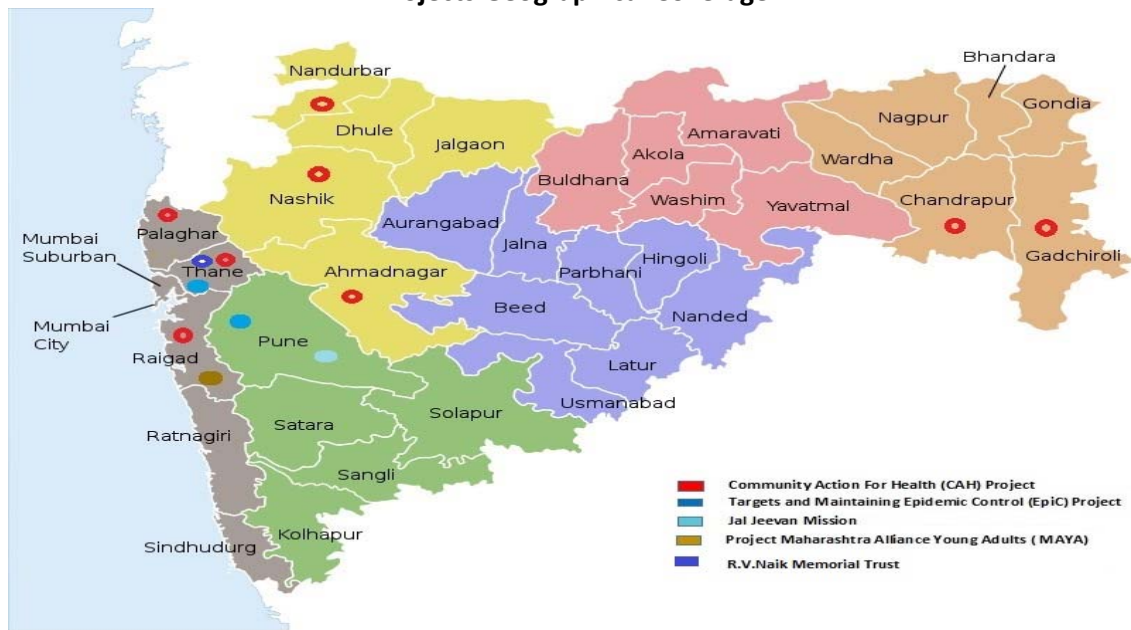 Projects Geographical Coverage
Nandurbar
Bhandara
Gondia
Dhule
Nagpur
Jalgaon
Amaravati
Akola
Wardha
Buldhana
Nashik
Washim
Chandrapur
Yavatmal
Aurangabad
Palaghar
Jalna
Mumbai
Suburban
Hingoli
Gadchiroli
Thane
Ahmadnagar
Parbhani
Beed
Nanded
Mumbai
City
Pune
Raigad
Latur
Usmanabad
Ratnagiri
Satara
Solapur
Sangli
Kolhapur
Sindhudurg
Community Action For Health (CAH) Project
Targets and Maintaining Epidemic Control (EpiC) Project
Jal Jeevan Mission
Project Maharashtra Alliance Young Adults ( MAYA)
R.V.Naik Memorial Trust